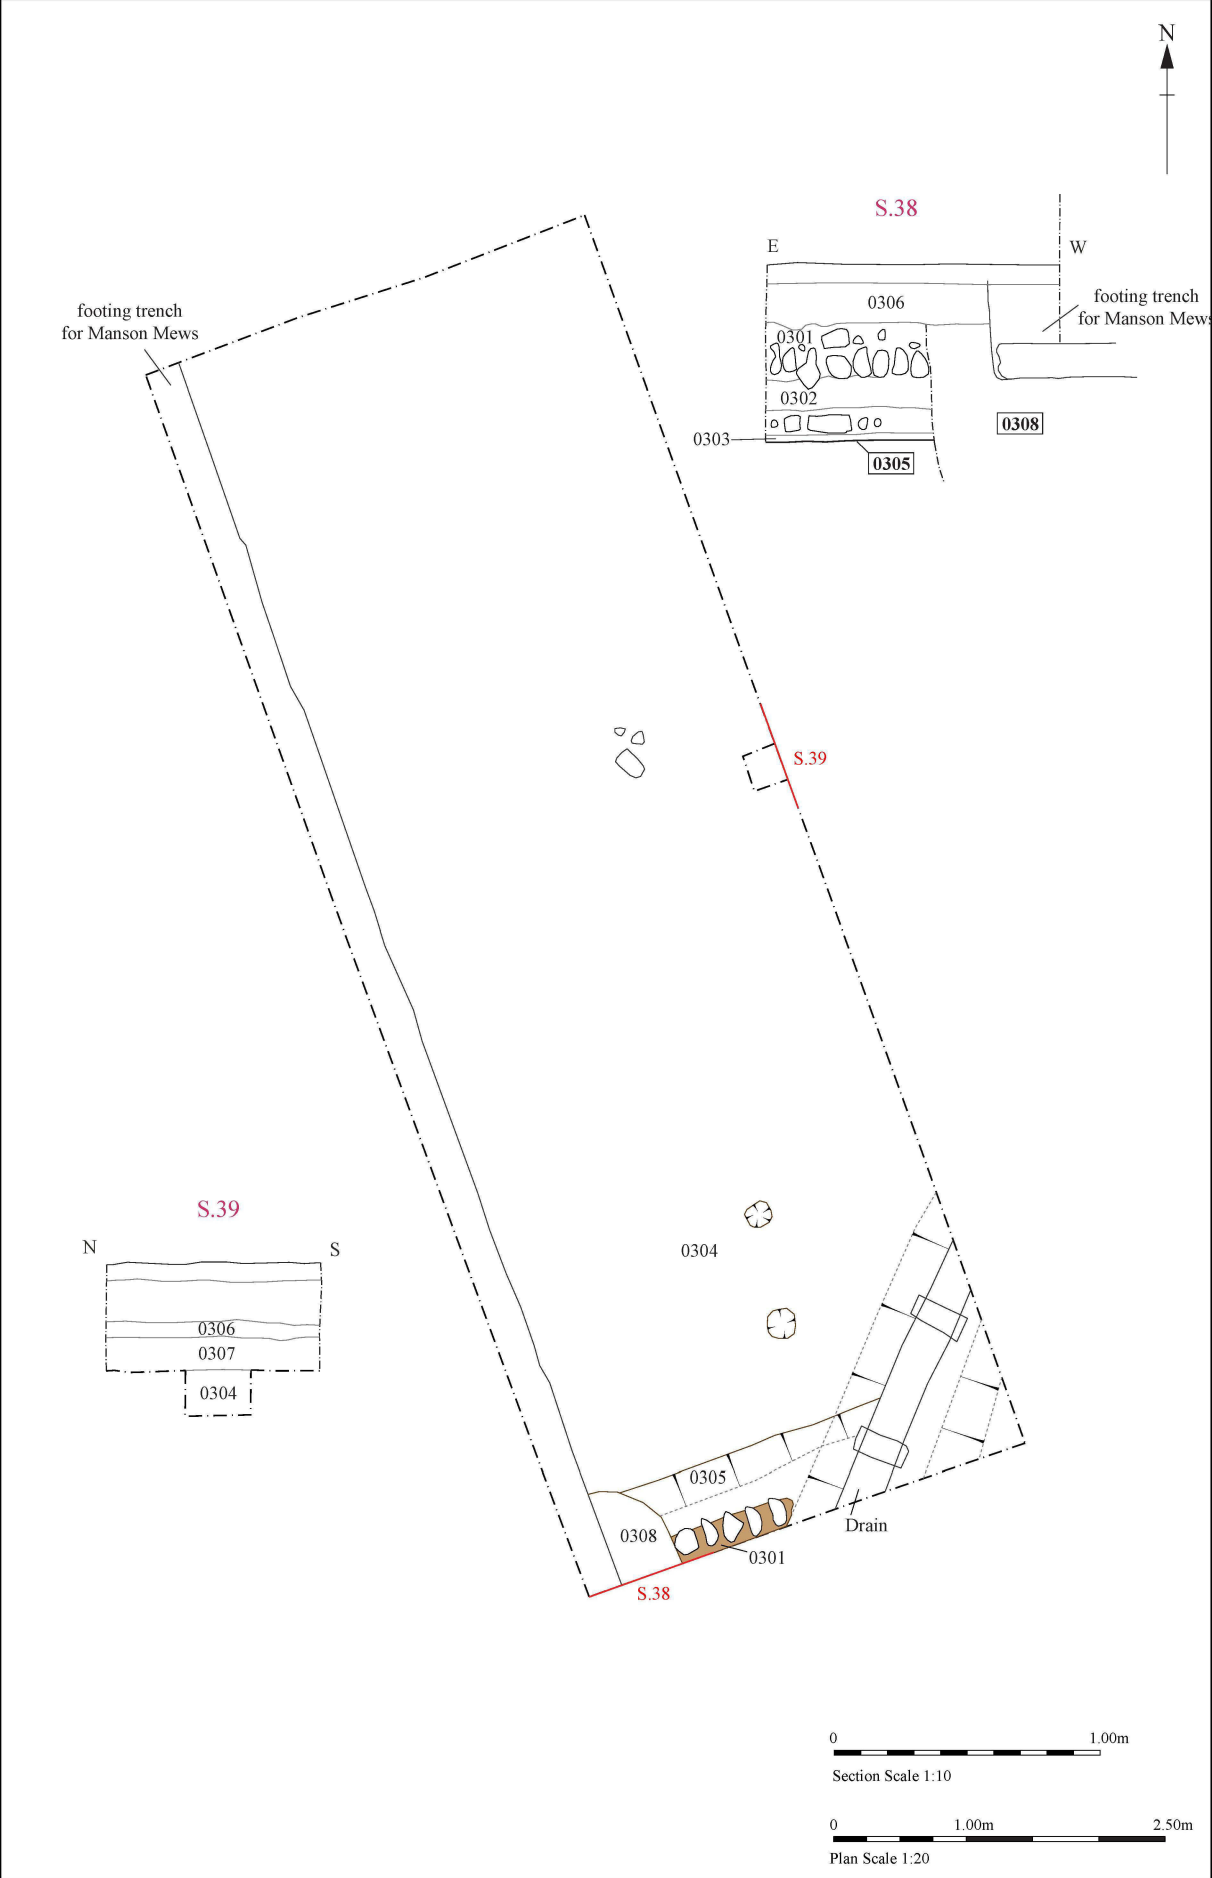 N
S.38
E
W
footing trench
for Manson Mews
0306
footing trench
for Manson Mews
0301
0302
0308
0303
0305
S.39
S.39
N
S
0306
0307
0304
0304
0305
0308
0301
Drain
S.38
0 1.00m
Section Scale 1:10
0 1.00m 2.50m
Plan Scale 1:20